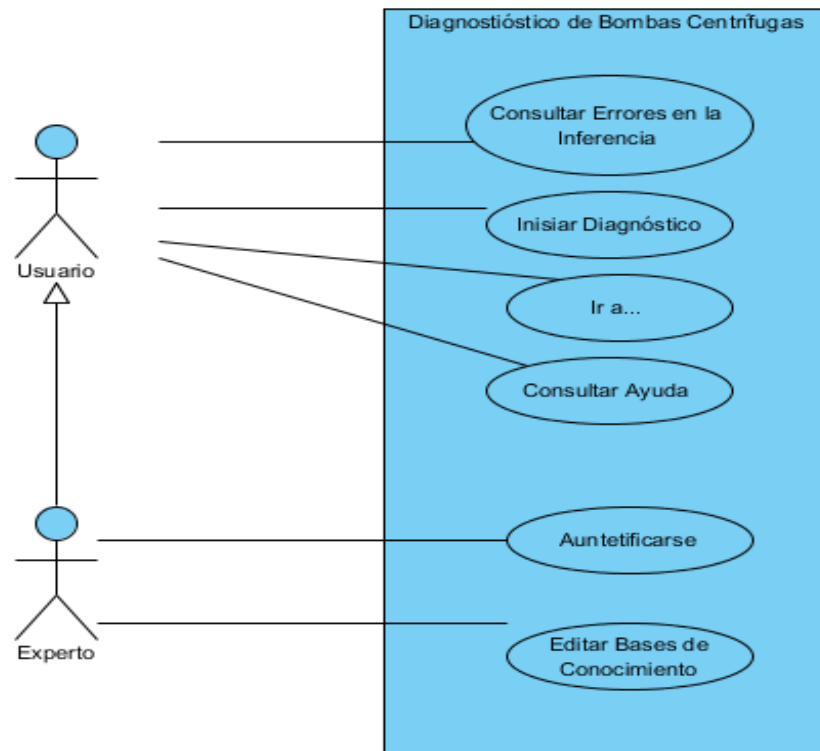 Diagnostióstico de Bombas Centrífugas
Consultar Errores en la
Inferencia
Inisiar Diagnóstico
Usuario
Ir a...
Consultar Ayuda
Auntetificarse
Experto
Editar Bases de
Conocimiento